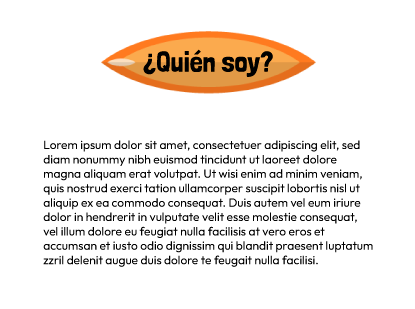 ¿Quién soy?
Lorem ipsum dolor sit amet, consectetuer adipiscing elit, sed
diam nonummy nibh euismod tincidunt ut laoreet dolore
magna aliquam erat volutpat. Ut wisi enim ad minim veniam,
quis nostrud exerci tation ullamcorper suscipit lobortis nisl ut
aliquip ex ea commodo consequat. Duis autem vel eum iriure
dolor in hendrerit in vulputate velit esse molestie consequat,
vel illum dolore eu feugiat nulla facilisis at vero eros et
accumsan et iusto odio dignissim qui blandit praesent luptatum
zzril delenit augue duis dolore te feugait nulla facilisi.